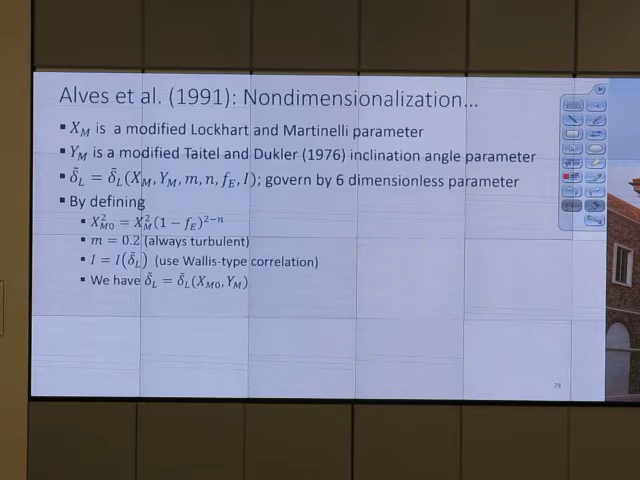 Alves et al. (1991): Nondimensionalization...
▪ X_M is a modified Lockhart and Martinelli parameter
▪ Y_M is a modified Taitel and Dukler (1976) inclination angle parameter
▪ δ̃_L = δ̃_L(X_M, Y_M, m, n, f_E, I); govern by 6 dimensionless parameter
▪ By defining
▪ X²_M0 = X²_M(1 − f_E)^(2−n)
▪ m = 0.2 (always turbulent)
▪ I = I(δ̃_L) (use Wallis-type correlation)
▪ We have δ̃_L = δ̃_L(X_M0, Y_M)
79